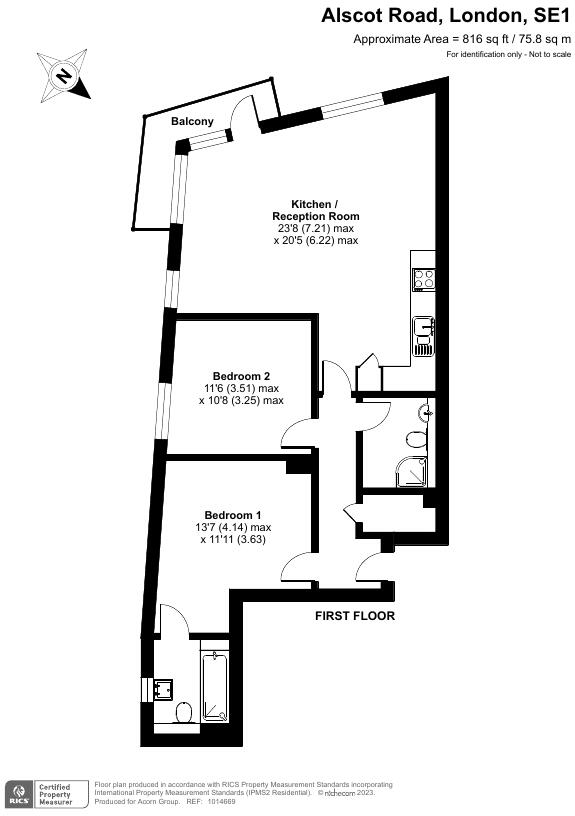 Alscot Road, London, SE1
Approximate Area = 816 sq ft / 75.8 sq m
For identification only - Not to scale
N
Balcony
Kitchen /
Reception Room
23'8 (7.21) max
x 20'5 (6.22) max
Bedroom 2
11'6 (3.51) max
x 10'8 (3.25) max
Bedroom 1
13'7 (4.14) max
x 11'11 (3.63)
FIRST FLOOR
RICS
Certified
Property
Measurer
Floor plan produced in accordance with RICS Property Measurement Standards incorporating
International Property Measurement Standards (IPMS2 Residential). © nichecom 2023.
Produced for Acorn Group. REF: 1014669